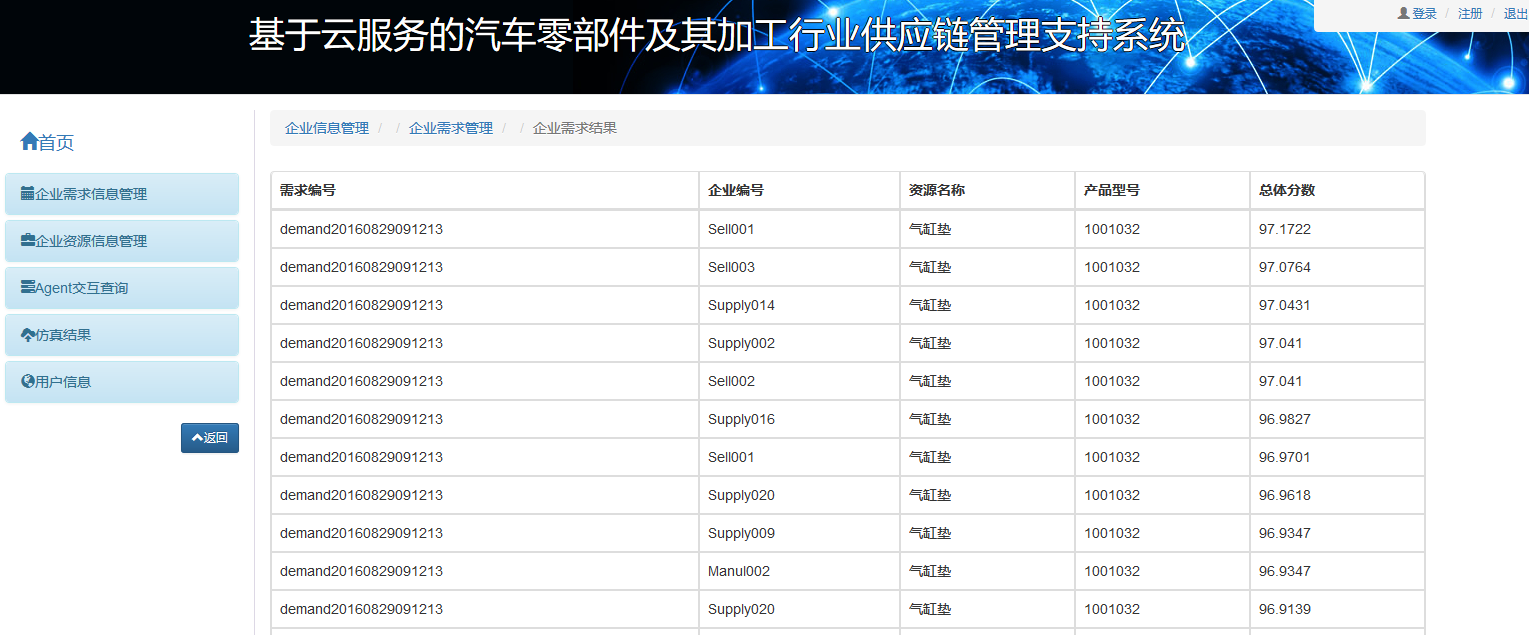 基于云服务的汽车零部件及其加工行业供应链管理支持系统
登录 / 注册 / 退出
首页
企业需求信息管理
企业资源信息管理
Agent交互查询
仿真结果
用户信息
返回
企业信息管理 / / 企业需求管理 / / 企业需求结果
需求编号 企业编号 资源名称 产品型号 总体分数
demand20160829091213 Sell001 气缸垫 1001032 97.1722
demand20160829091213 Sell003 气缸垫 1001032 97.0764
demand20160829091213 Supply014 气缸垫 1001032 97.0431
demand20160829091213 Supply002 气缸垫 1001032 97.041
demand20160829091213 Sell002 气缸垫 1001032 97.041
demand20160829091213 Supply016 气缸垫 1001032 96.9827
demand20160829091213 Sell001 气缸垫 1001032 96.9701
demand20160829091213 Supply020 气缸垫 1001032 96.9618
demand20160829091213 Supply009 气缸垫 1001032 96.9347
demand20160829091213 Manul002 气缸垫 1001032 96.9347
demand20160829091213 Supply020 气缸垫 1001032 96.9139